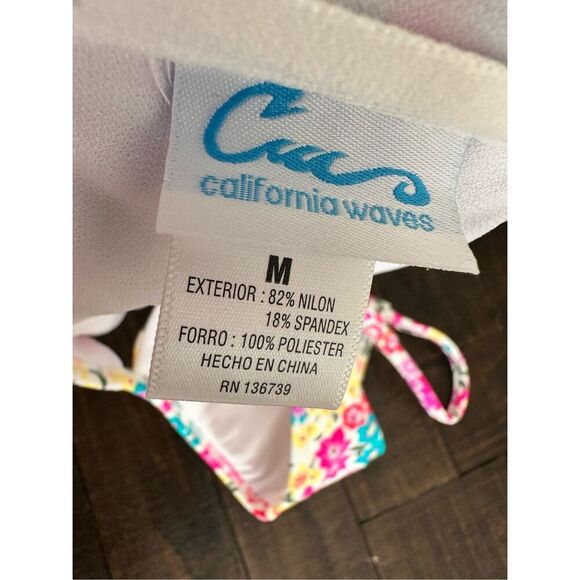 california waves
M
EXTERIOR : 82% NILON
18% SPANDEX
FORRO : 100% POLIESTER
HECHO EN CHINA
RN 136739